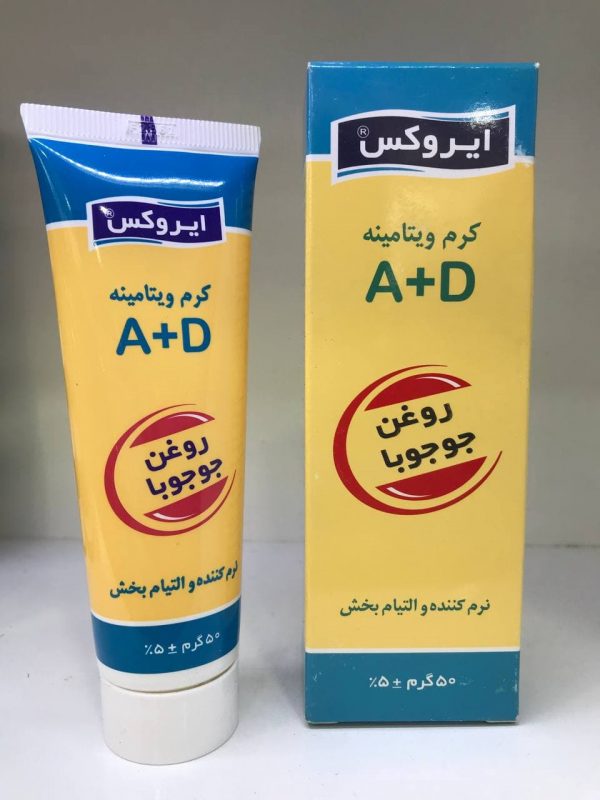 ایروکس®
کرم ویتامینه
A+D
روغن
جوجوبا
نرم کننده و التیام بخش
۵۰ گرم ± ۵٪
ایروکس®
کرم ویتامینه
A+D
روغن
جوجوبا
نرم کننده و التیام بخش
۵۰ گرم ± ۵٪